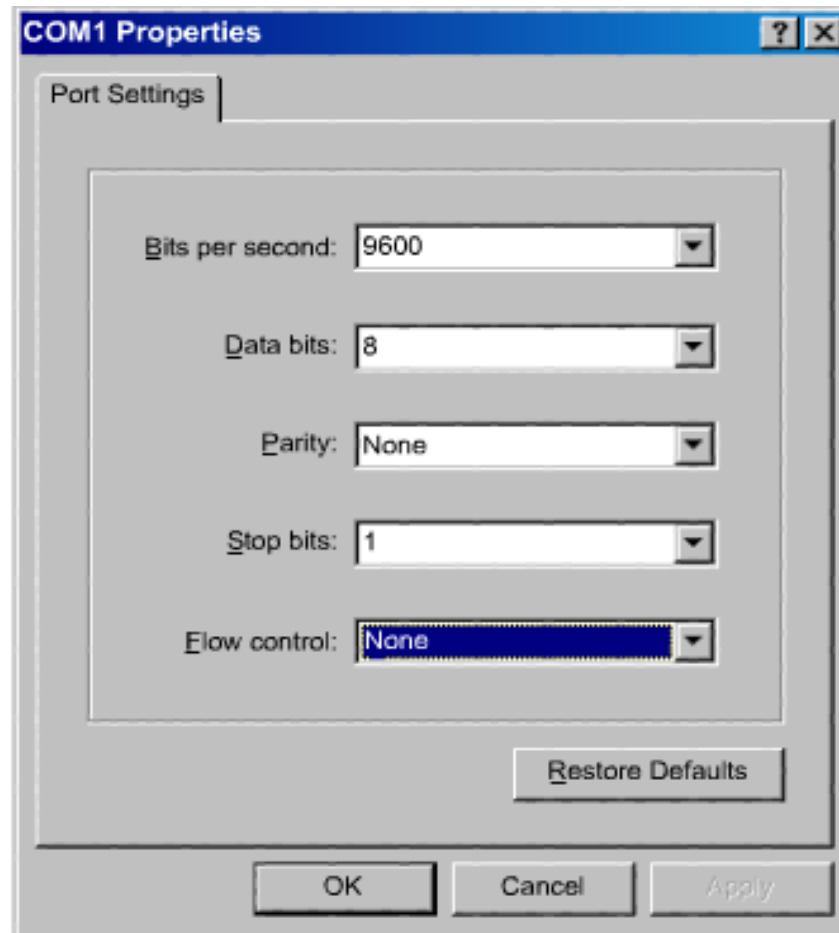 COM1 Properties ? X
Port Settings
Bits per second: 9600
Data bits: 8
Parity: None
Stop bits: 1
Flow control: None
Restore Defaults
OK Cancel Apply